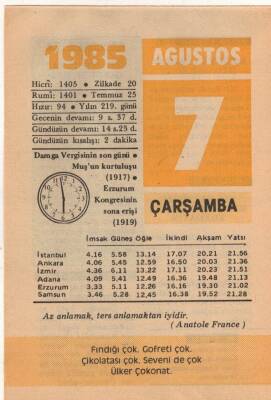 1985
AĞUSTOS
7
ÇARŞAMBA
Hicrî: 1405 • Zilkade 20
Rumî: 1401 • Temmuz 25
Hızır: 94 • Yılın 219. günü
Gecenin devamı: 9 s. 37 d.
Gündüzün devamı: 14 s. 23 d.
Gündüzün kısalışı: 2 dakika
Damga Vergisinin son günü •
Muş'un kurtuluşu
(1917) •
Erzurum
Kongresinin
sona erişi
(1919)
İmsak Güneş Öğle İkindi Akşam Yatsı
İstanbul 4.16 5.58 13.14 17.07 20.21 21.56
Ankara 4.06 5.45 12.59 16.50 20.03 21.36
İzmir 4.36 6.11 13.22 17.11 20.23 21.51
Adana 4.09 5.41 12.49 16.36 19.48 21.13
Erzurum 3.33 5.11 12.26 16.16 19.30 21.02
Samsun 3.46 5.28 12.45 16.38 19.52 21.28
Az anlamak, ters anlamaktan iyidir.
(Anatole France)
Fındığı çok. Gofreti çok.
Çikolatası çok. Seveni de çok
Ülker Çokonat.